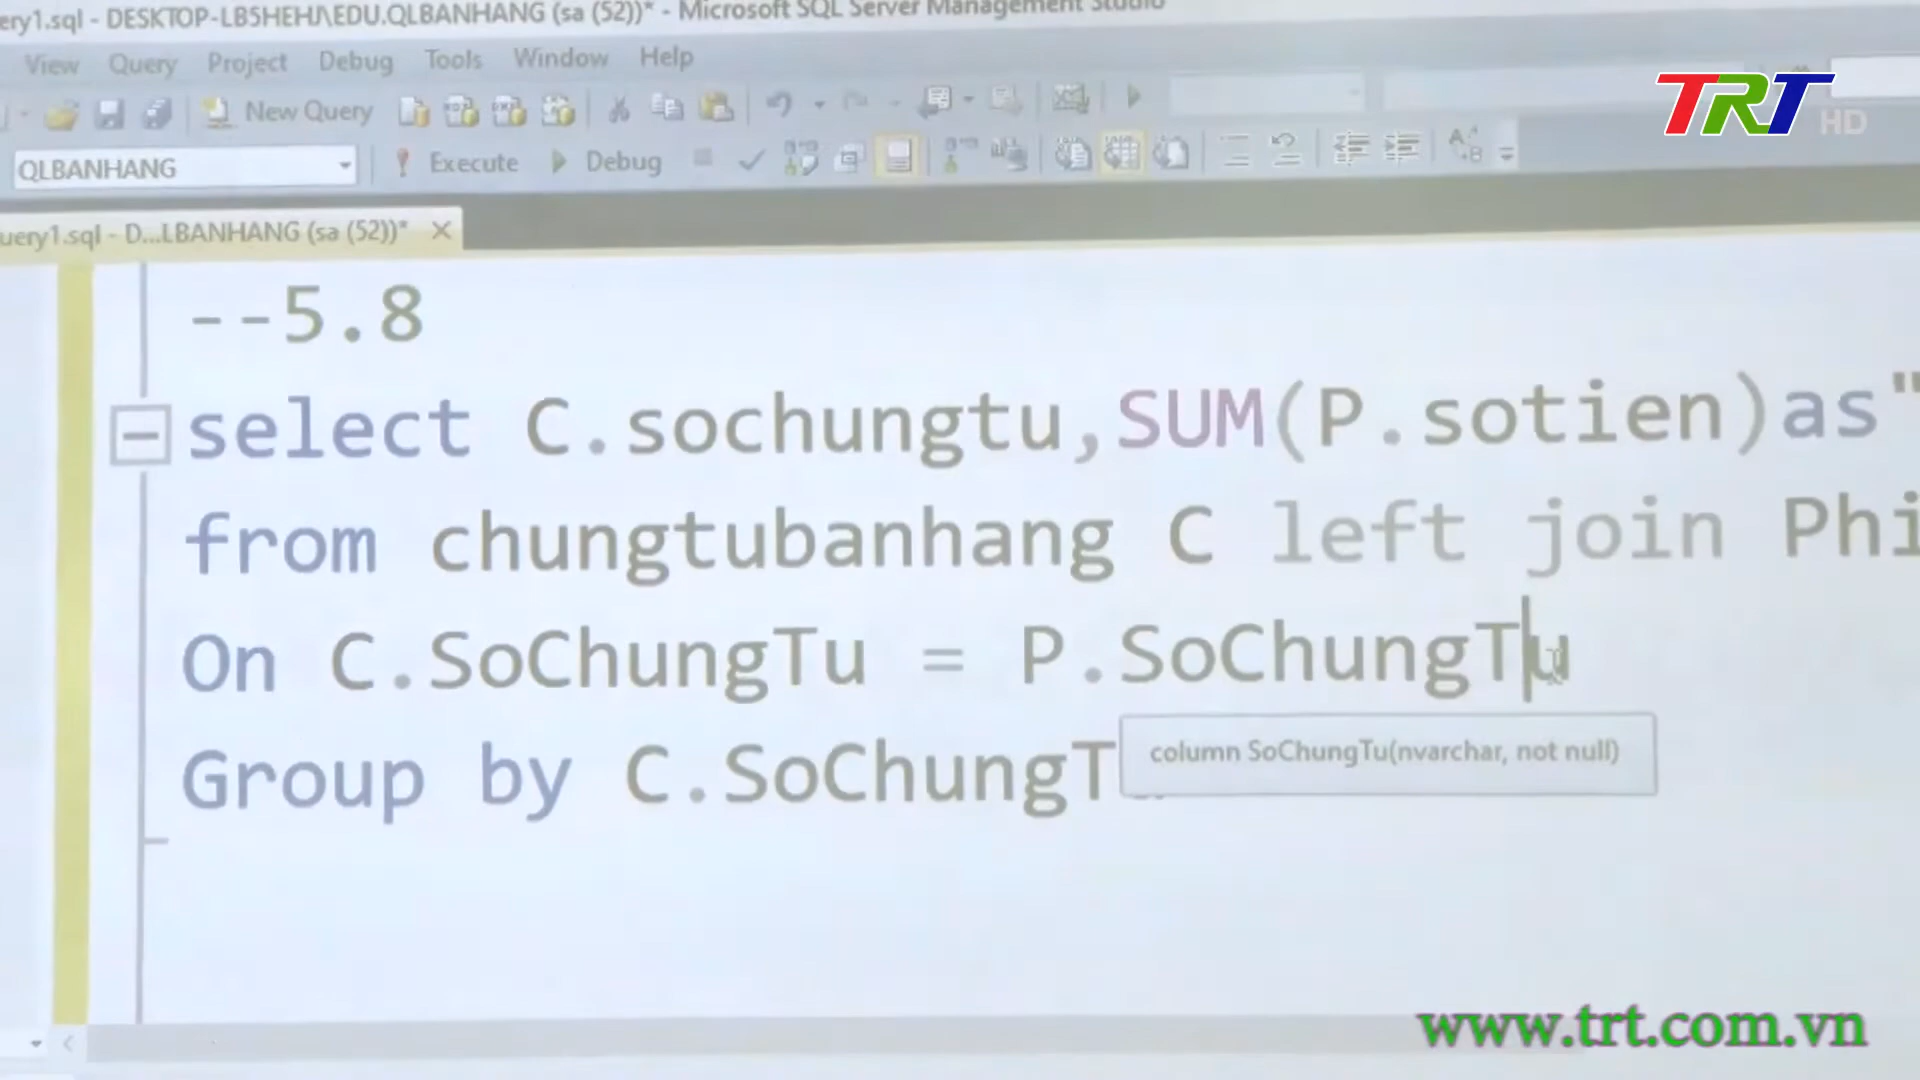 ery1.sql - DESKTOP-LB5HEHJ\EDU.QLBANHANG (sa (52))* - Microsoft SQL Server Management Studio
View Query Project Debug Tools Window Help
TRT HD
New Query
QLBANHANG Execute Debug
uery1.sql - D...LBANHANG (sa (52))*
--5.8
select C.sochungtu,SUM(P.sotien)as"
from chungtubanhang C left join Phi
On C.SoChungTu = P.SoChungTu
Group by C.SoChungT
column SoChungTu(nvarchar, not null)
www.trt.com.vn